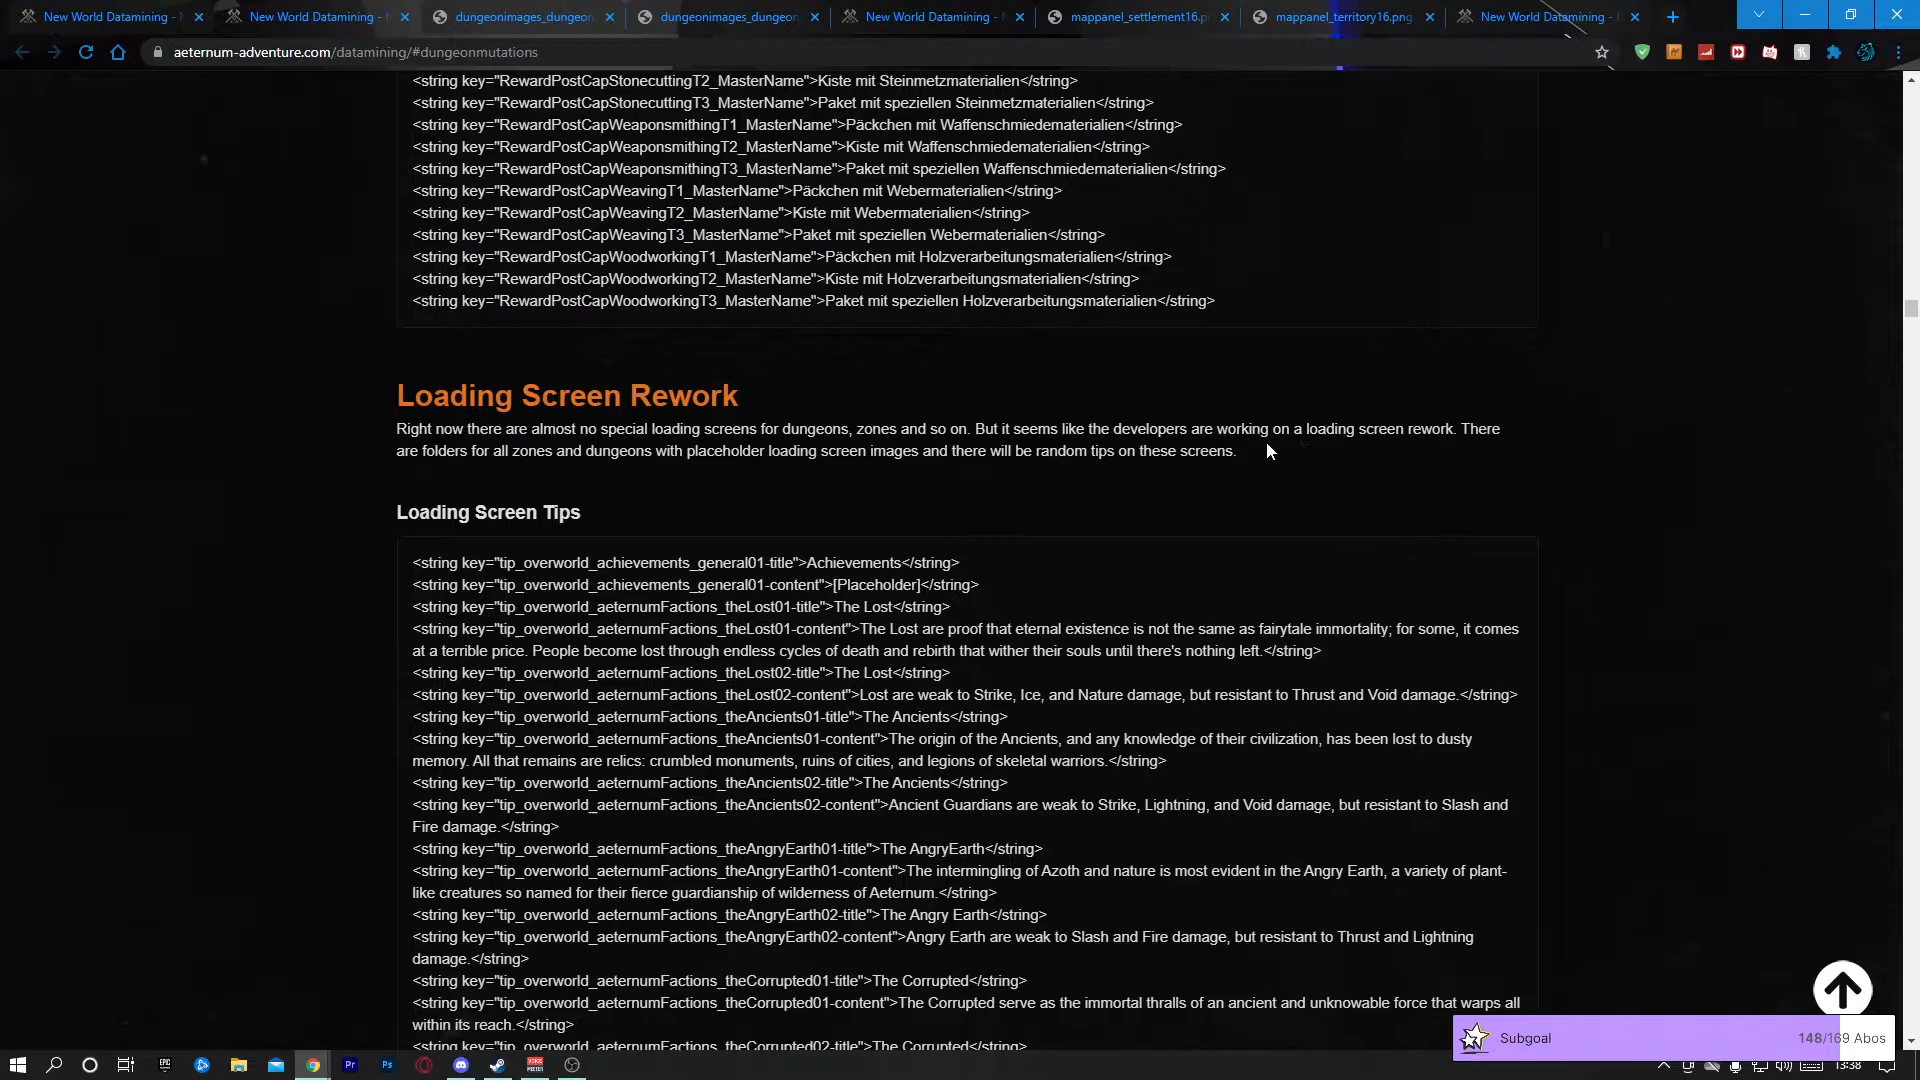 New World Datamining - N
New World Datamining - N
dungeonimages_dungeon
dungeonimages_dungeon
New World Datamining - N
mappanel_settlement16.pn
mappanel_territory16.png
New World Datamining - N
aeternum-adventure.com/datamining/#dungeonmutations
<string key="RewardPostCapStonecuttingT2_MasterName">Kiste mit Steinmetzmaterialien</string>
<string key="RewardPostCapStonecuttingT3_MasterName">Paket mit speziellen Steinmetzmaterialien</string>
<string key="RewardPostCapWeaponsmithingT1_MasterName">Päckchen mit Waffenschmiedematerialien</string>
<string key="RewardPostCapWeaponsmithingT2_MasterName">Kiste mit Waffenschmiedematerialien</string>
<string key="RewardPostCapWeaponsmithingT3_MasterName">Paket mit speziellen Waffenschmiedematerialien</string>
<string key="RewardPostCapWeavingT1_MasterName">Päckchen mit Webermaterialien</string>
<string key="RewardPostCapWeavingT2_MasterName">Kiste mit Webermaterialien</string>
<string key="RewardPostCapWeavingT3_MasterName">Paket mit speziellen Webermaterialien</string>
<string key="RewardPostCapWoodworkingT1_MasterName">Päckchen mit Holzverarbeitungsmaterialien</string>
<string key="RewardPostCapWoodworkingT2_MasterName">Kiste mit Holzverarbeitungsmaterialien</string>
<string key="RewardPostCapWoodworkingT3_MasterName">Paket mit speziellen Holzverarbeitungsmaterialien</string>
Loading Screen Rework
Right now there are almost no special loading screens for dungeons, zones and so on. But it seems like the developers are working on a loading screen rework. There
are folders for all zones and dungeons with placeholder loading screen images and there will be random tips on these screens.
Loading Screen Tips
<string key="tip_overworld_achievements_general01-title">Achievements</string>
<string key="tip_overworld_achievements_general01-content">[Placeholder]</string>
<string key="tip_overworld_aeternumFactions_theLost01-title">The Lost</string>
<string key="tip_overworld_aeternumFactions_theLost01-content">The Lost are proof that eternal existence is not the same as fairytale immortality; for some, it comes
at a terrible price. People become lost through endless cycles of death and rebirth that wither their souls until there's nothing left.</string>
<string key="tip_overworld_aeternumFactions_theLost02-title">The Lost</string>
<string key="tip_overworld_aeternumFactions_theLost02-content">Lost are weak to Strike, Ice, and Nature damage, but resistant to Thrust and Void damage.</string>
<string key="tip_overworld_aeternumFactions_theAncients01-title">The Ancients</string>
<string key="tip_overworld_aeternumFactions_theAncients01-content">The origin of the Ancients, and any knowledge of their civilization, has been lost to dusty
memory. All that remains are relics: crumbled monuments, ruins of cities, and legions of skeletal warriors.</string>
<string key="tip_overworld_aeternumFactions_theAncients02-title">The Ancients</string>
<string key="tip_overworld_aeternumFactions_theAncients02-content">Ancient Guardians are weak to Strike, Lightning, and Void damage, but resistant to Slash and
Fire damage.</string>
<string key="tip_overworld_aeternumFactions_theAngryEarth01-title">The AngryEarth</string>
<string key="tip_overworld_aeternumFactions_theAngryEarth01-content">The intermingling of Azoth and nature is most evident in the Angry Earth, a variety of plant-
like creatures so named for their fierce guardianship of wilderness of Aeternum.</string>
<string key="tip_overworld_aeternumFactions_theAngryEarth02-title">The Angry Earth</string>
<string key="tip_overworld_aeternumFactions_theAngryEarth02-content">Angry Earth are weak to Slash and Fire damage, but resistant to Thrust and Lightning
damage.</string>
<string key="tip_overworld_aeternumFactions_theCorrupted01-title">The Corrupted</string>
<string key="tip_overworld_aeternumFactions_theCorrupted01-content">The Corrupted serve as the immortal thralls of an ancient and unknowable force that warps all
within its reach.</string>
<string key="tip_overworld_aeternumFactions_theCorrupted02-title">The Corrupted</string>
Subgoal 148/169 Abos
13:38